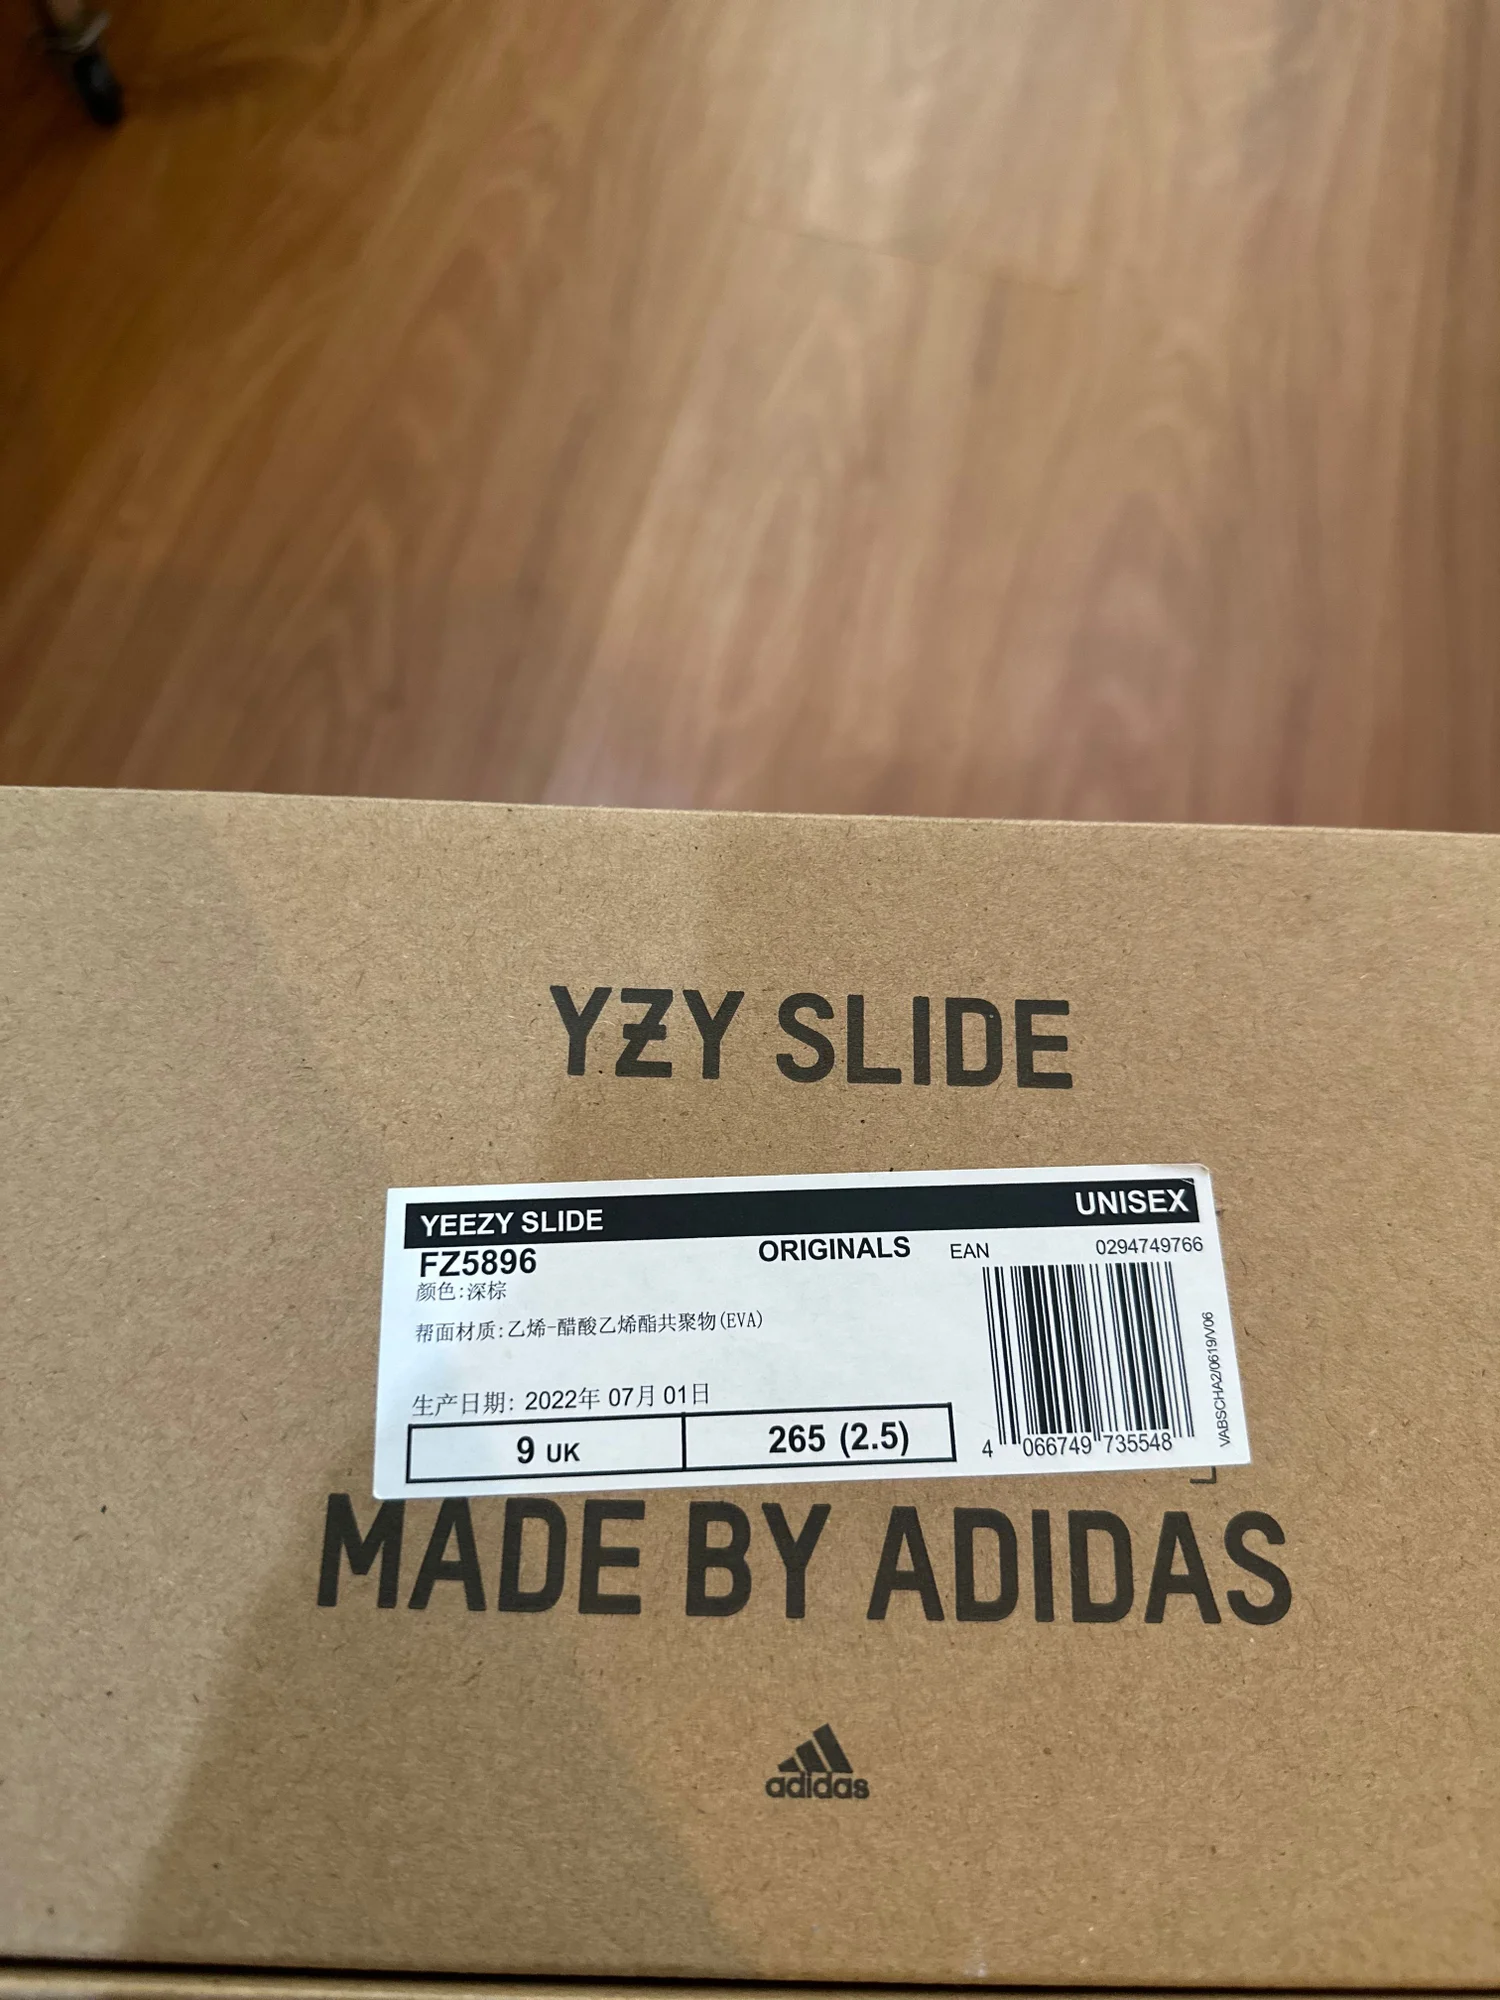 YZY SLIDE
YEEZY SLIDE UNISEX
FZ5896 ORIGINALS EAN 0294749766
颜色:深棕
帮面材质:乙烯-醋酸乙烯酯共聚物(EVA)
生产日期: 2022年 07月 01日
9 UK 265 (2.5)
4 066749 735548
VABSCHA2/0619/V06
MADE BY ADIDAS
adidas